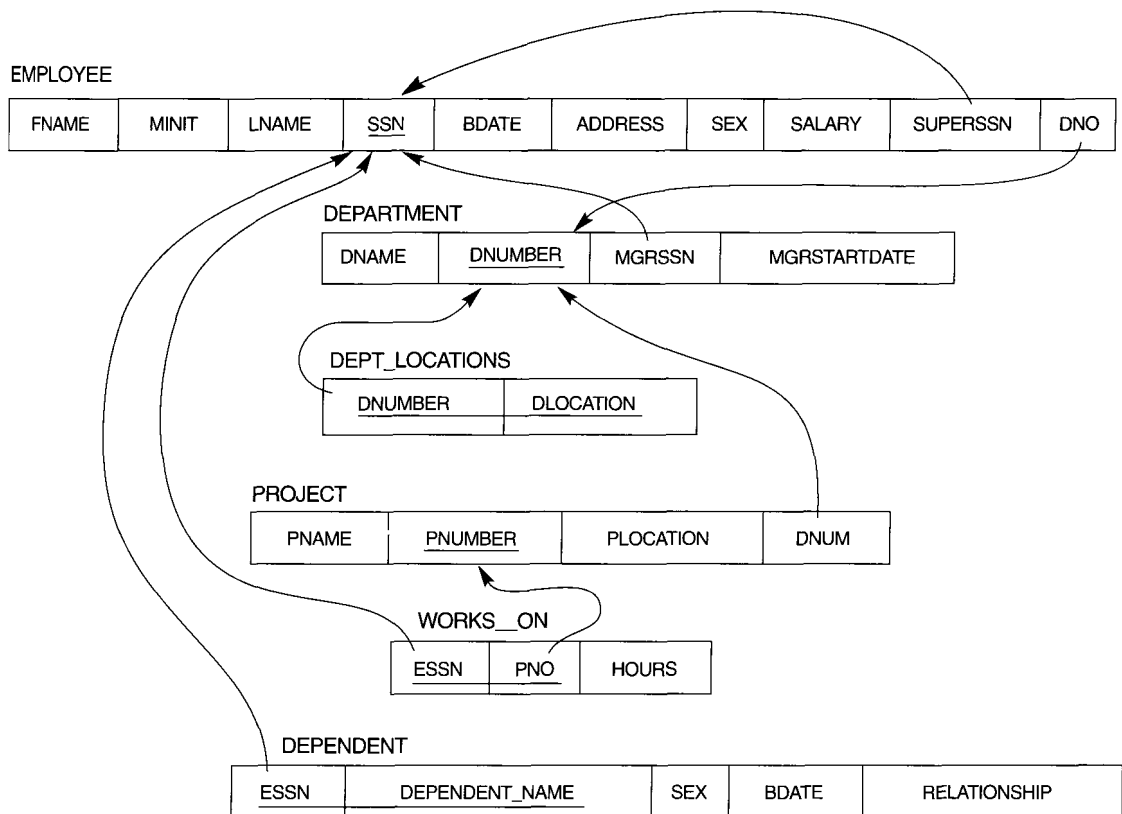 EMPLOYEE
FNAME MINIT LNAME SSN BDATE ADDRESS SEX SALARY SUPERSSN DNO
DEPARTMENT
DNAME DNUMBER MGRSSN MGRSTARTDATE
DEPT_LOCATIONS
DNUMBER DLOCATION
PROJECT
PNAME PNUMBER PLOCATION DNUM
WORKS__ON
ESSN PNO HOURS
DEPENDENT
ESSN DEPENDENT_NAME SEX BDATE RELATIONSHIP